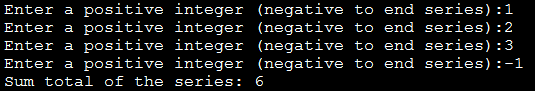 Enter a positive integer (negative to end series):1
Enter a positive integer (negative to end series):2
Enter a positive integer (negative to end series):3
Enter a positive integer (negative to end series):-1
Sum total of the series: 6